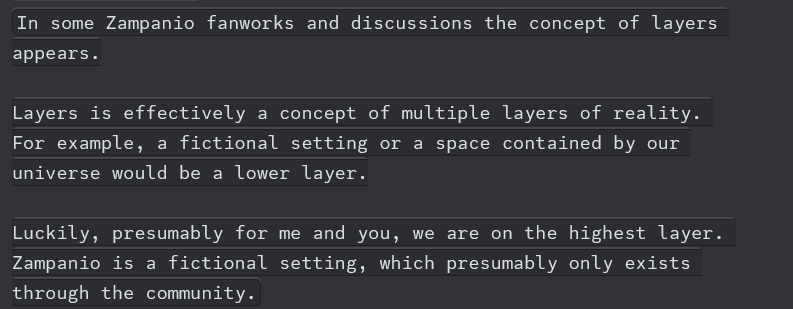 In some Zampanio fanworks and discussions the concept of layers
appears.
Layers is effectively a concept of multiple layers of reality.
For example, a fictional setting or a space contained by our
universe would be a lower layer.
Luckily, presumably for me and you, we are on the highest layer.
Zampanio is a fictional setting, which presumably only exists
through the community.